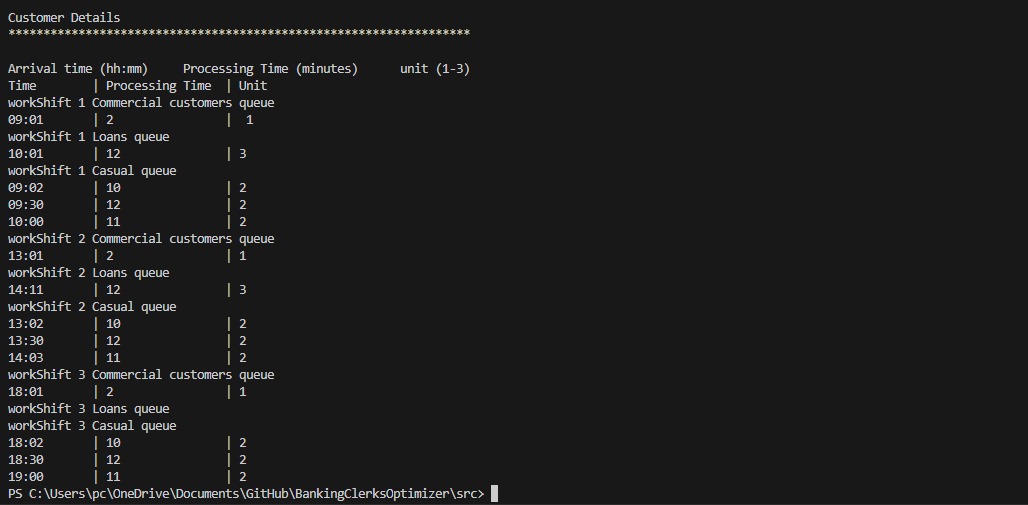 Customer Details
******************************************************************
Arrival time (hh:mm)     Processing Time (minutes)      unit (1-3)
Time        | Processing Time  | Unit
workShift 1 Commercial customers queue
09:01       | 2                |  1
workShift 1 Loans queue
10:01       | 12               | 3
workShift 1 Casual queue
09:02       | 10               | 2
09:30       | 12               | 2
10:00       | 11               | 2
workShift 2 Commercial customers queue
13:01       | 2                | 1
workShift 2 Loans queue
14:11       | 12               | 3
workShift 2 Casual queue
13:02       | 10               | 2
13:30       | 12               | 2
14:03       | 11               | 2
workShift 3 Commercial customers queue
18:01       | 2                | 1
workShift 3 Loans queue
workShift 3 Casual queue
18:02       | 10               | 2
18:30       | 12               | 2
19:00       | 11               | 2
PS C:\Users\pc\OneDrive\Documents\GitHub\BankingClerksOptimizer\src>